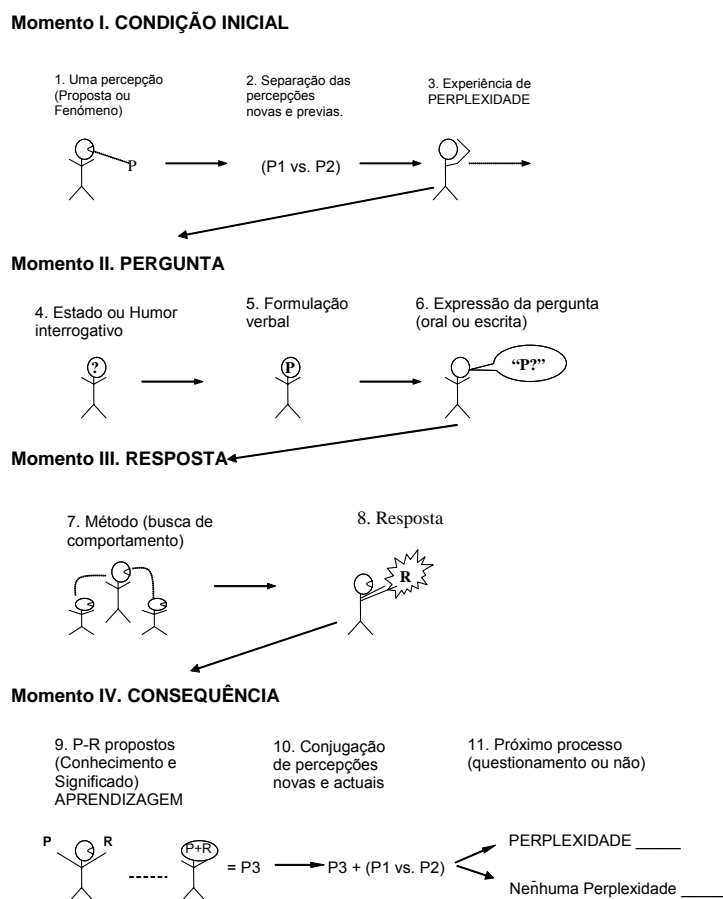 Momento I. CONDIÇÃO INICIAL
1. Uma percepção
(Proposta ou
Fenómeno)
2. Separação das
percepções
novas e previas.
3. Experiência de
PERPLEXIDADE
P
(P1 vs. P2)
Momento II. PERGUNTA
4. Estado ou Humor
interrogativo
5. Formulação
verbal
6. Expressão da pergunta
(oral ou escrita)
?
P
“P?”
Momento III. RESPOSTA
7. Método (busca de
comportamento)
8. Resposta
R
Momento IV. CONSEQUÊNCIA
9. P-R propostos
(Conhecimento e
Significado)
APRENDIZAGEM
10. Conjugação
de percepções
novas e actuais
11. Próximo processo
(questionamento ou não)
P
R
P+R
= P3
P3 + (P1 vs. P2)
PERPLEXIDADE _____
Nenhuma Perplexidade _____